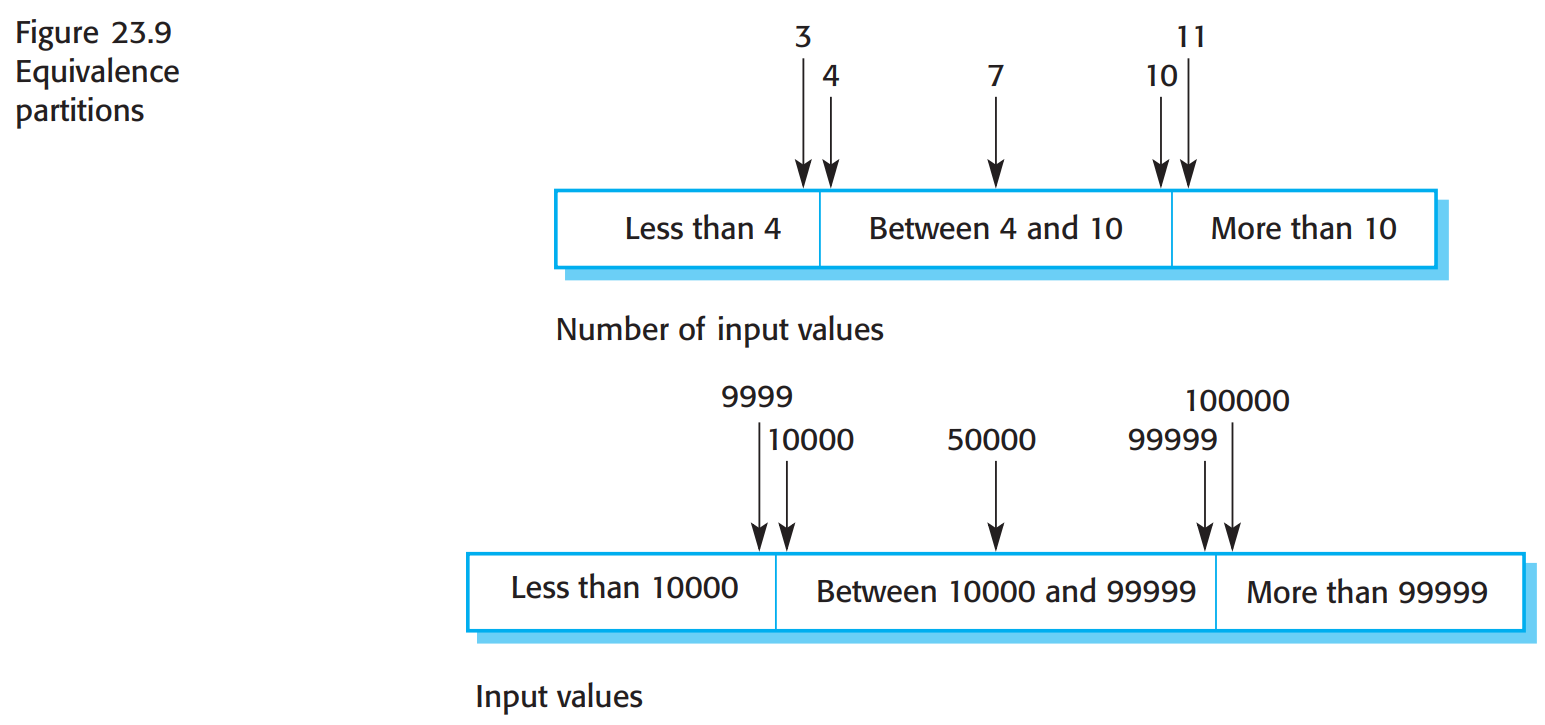 Figure 23.9
Equivalence
partitions
3
11
4
7
10
Less than 4
Between 4 and 10
More than 10
Number of input values
9999
100000
10000
50000
99999
Less than 10000
Between 10000 and 99999
More than 99999
Input values